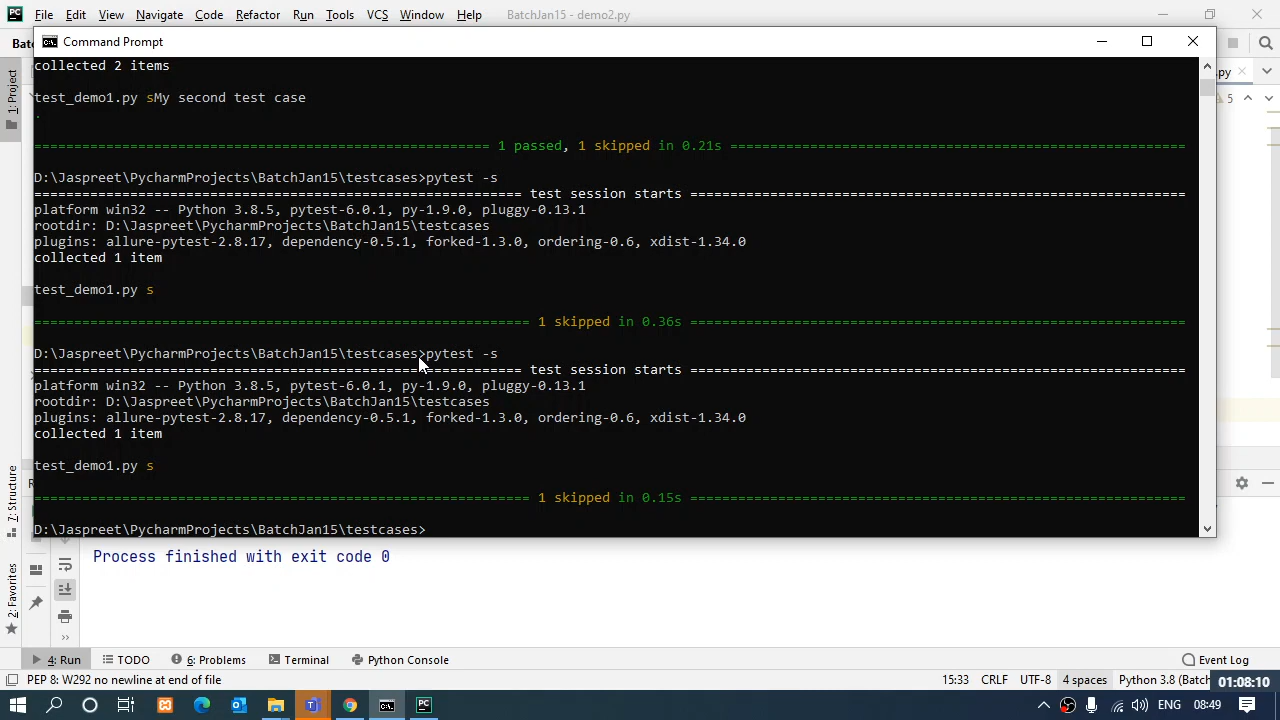 File Edit View Navigate Code Refactor Run Tools VCS Window Help BatchJan15 - demo2.py
Command Prompt
.py
5
collected 2 items
test_demo1.py sMy second test case
.
========================================================= 1 passed, 1 skipped in 0.21s =========================================================
D:\Jaspreet\PycharmProjects\BatchJan15\testcases>pytest -s
============================================================= test session starts ==============================================================
platform win32 -- Python 3.8.5, pytest-6.0.1, py-1.9.0, pluggy-0.13.1
rootdir: D:\Jaspreet\PycharmProjects\BatchJan15\testcases
plugins: allure-pytest-2.8.17, dependency-0.5.1, forked-1.3.0, ordering-0.6, xdist-1.34.0
collected 1 item
test_demo1.py s
============================================================== 1 skipped in 0.36s ==============================================================
D:\Jaspreet\PycharmProjects\BatchJan15\testcases>pytest -s
============================================================= test session starts ==============================================================
platform win32 -- Python 3.8.5, pytest-6.0.1, py-1.9.0, pluggy-0.13.1
rootdir: D:\Jaspreet\PycharmProjects\BatchJan15\testcases
plugins: allure-pytest-2.8.17, dependency-0.5.1, forked-1.3.0, ordering-0.6, xdist-1.34.0
collected 1 item
test_demo1.py s
============================================================== 1 skipped in 0.15s ==============================================================
D:\Jaspreet\PycharmProjects\BatchJan15\testcases>
1: Project
7: Structure
2: Favorites
Process finished with exit code 0
4: Run TODO 6: Problems Terminal Python Console Event Log
PEP 8: W292 no newline at end of file 15:33 CRLF UTF-8 4 spaces Python 3.8 (Batch
01:08:10
ENG 08:49